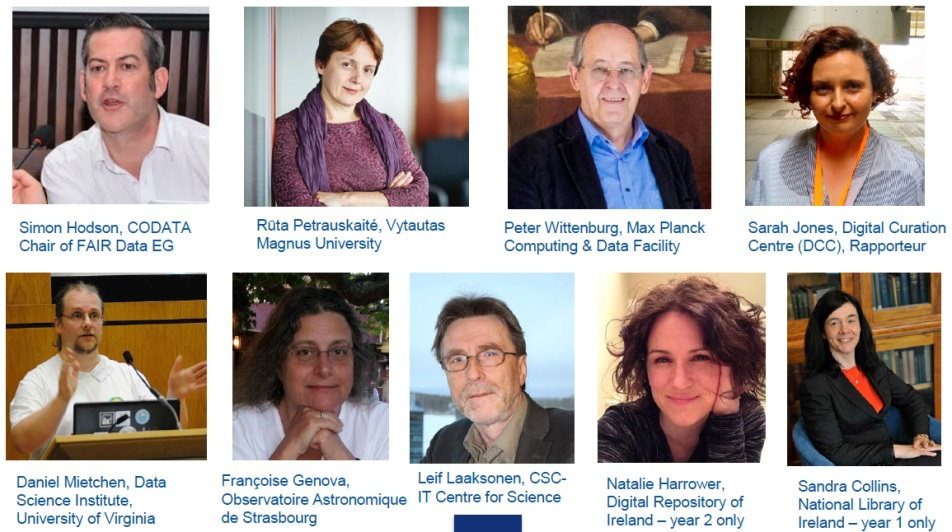 Simon Hodson, CODATA
Chair of FAIR Data EG
Rūta Petrauskaité, Vytautas
Magnus University
Peter Wittenburg, Max Planck
Computing & Data Facility
Sarah Jones, Digital Curation
Centre (DCC), Rapporteur
Daniel Mietchen, Data
Science Institute,
University of Virginia
Françoise Genova,
Observatoire Astronomique
de Strasbourg
Leif Laaksonen, CSC-
IT Centre for Science
Natalie Harrower,
Digital Repository of
Ireland – year 2 only
Sandra Collins,
National Library of
Ireland – year 1 only